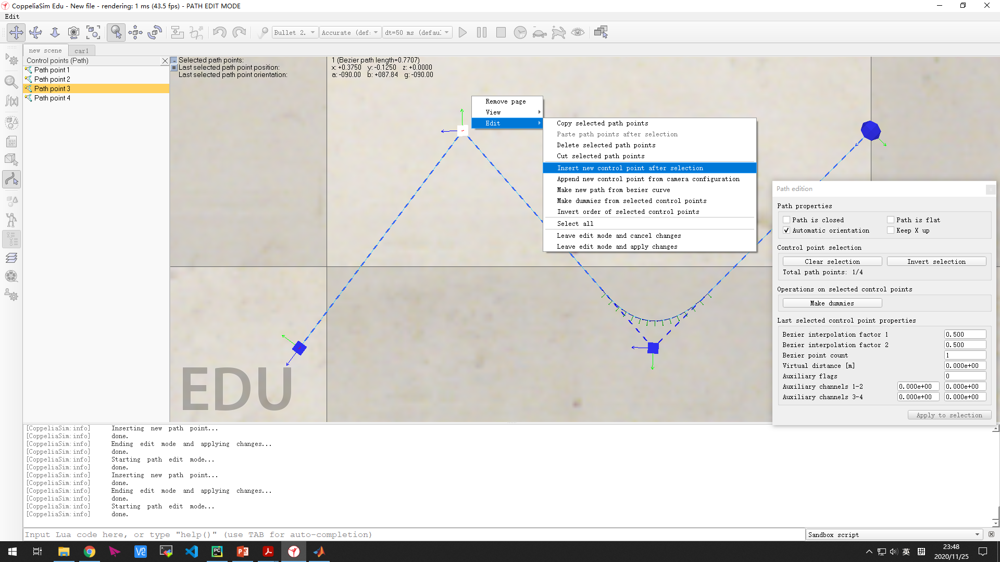 CoppeliaSim Edu - New file - rendering: 1 ms (43.5 fps) - PATH EDIT MODE
Edit
Bullet 2.
Accurate (def:
dt=50 ms (defau:
new scene
car1
Control points (Path)
Path point 1
Path point 2
Path point 3
Path point 4
Selected path points: 1 (Bezier path length=0.7707)
Last selected path point position: x: +0.3750 y: -0.1250 z: +0.0000
Last selected path point orientation: a: -090.00 b: +087.84 g: -090.00
Remove page
View
Edit
Copy selected path points
Paste path points after selection
Delete selected path points
Cut selected path points
Insert new control point after selection
Append new control point from camera configuration
Make new path from bezier curve
Make dummies from selected control points
Invert order of selected control points
Select all
Leave edit mode and cancel changes
Leave edit mode and apply changes
EDU
Path edition
Path properties
Path is closed
Path is flat
Automatic orientation
Keep X up
Control point selection
Clear selection
Invert selection
Total path points: 1/4
Operations on selected control points
Make dummies
Last selected control point properties
Bezier interpolation factor 1 0.500
Bezier interpolation factor 2 0.500
Bezier point count 1
Virtual distance [m] 0.000e+00
Auxiliary flags 0
Auxiliary channels 1-2 0.000e+00 0.000e+00
Auxiliary channels 3-4 0.000e+00 0.000e+00
Apply to selection
[CoppeliaSim:info] Inserting new path point...
[CoppeliaSim:info] done.
[CoppeliaSim:info] Ending edit mode and applying changes...
[CoppeliaSim:info] done.
[CoppeliaSim:info] Starting path edit mode...
[CoppeliaSim:info] done.
[CoppeliaSim:info] Inserting new path point...
[CoppeliaSim:info] done.
[CoppeliaSim:info] Ending edit mode and applying changes...
[CoppeliaSim:info] done.
[CoppeliaSim:info] Starting path edit mode...
[CoppeliaSim:info] done.
Input Lua code here, or type "help()" (use TAB for auto-completion)
Sandbox script
英
23:48
2020/11/25